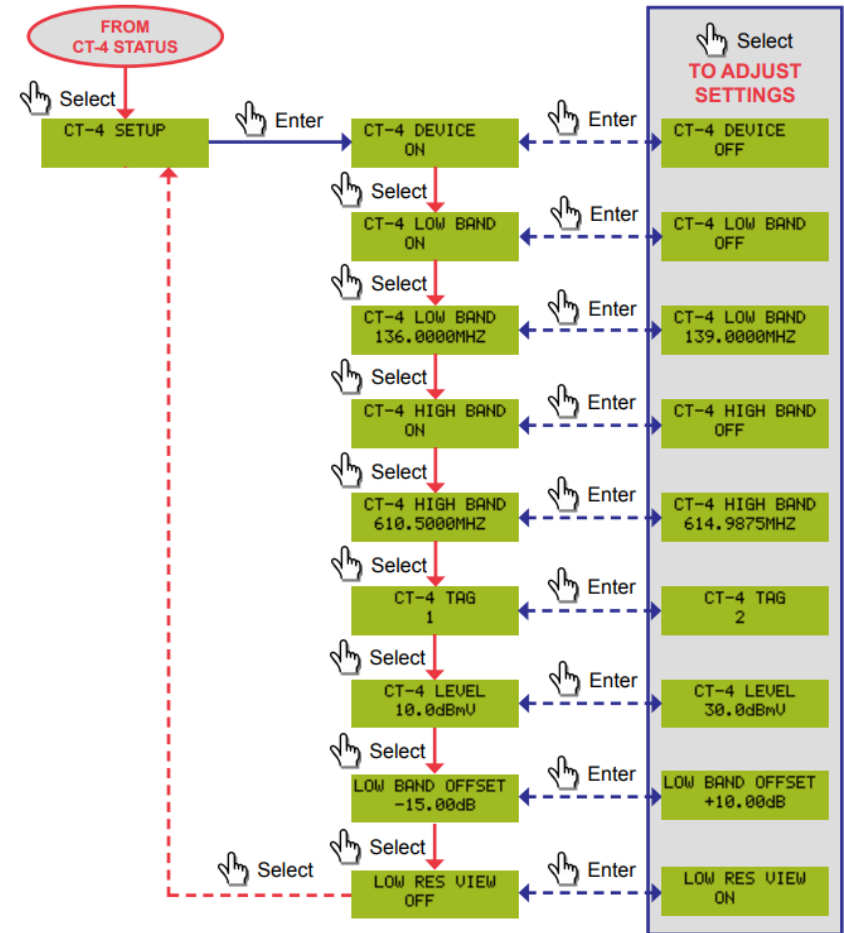 FROM
CT-4 STATUS
Select
TO ADJUST
SETTINGS
Select
CT-4 SETUP
Enter
CT-4 DEVICE
ON
Enter
CT-4 DEVICE
OFF
Select
CT-4 LOW BAND
ON
Enter
CT-4 LOW BAND
OFF
Select
CT-4 LOW BAND
136.0000MHZ
Enter
CT-4 LOW BAND
139.0000MHZ
Select
CT-4 HIGH BAND
ON
Enter
CT-4 HIGH BAND
OFF
Select
CT-4 HIGH BAND
610.5000MHZ
Enter
CT-4 HIGH BAND
614.9875MHZ
Select
CT-4 TAG
1
Enter
CT-4 TAG
2
Select
CT-4 LEVEL
10.0dBmV
Enter
CT-4 LEVEL
30.0dBmV
Select
LOW BAND OFFSET
-15.00dB
Enter
LOW BAND OFFSET
+10.00dB
Select
Select
LOW RES VIEW
OFF
Enter
LOW RES VIEW
ON